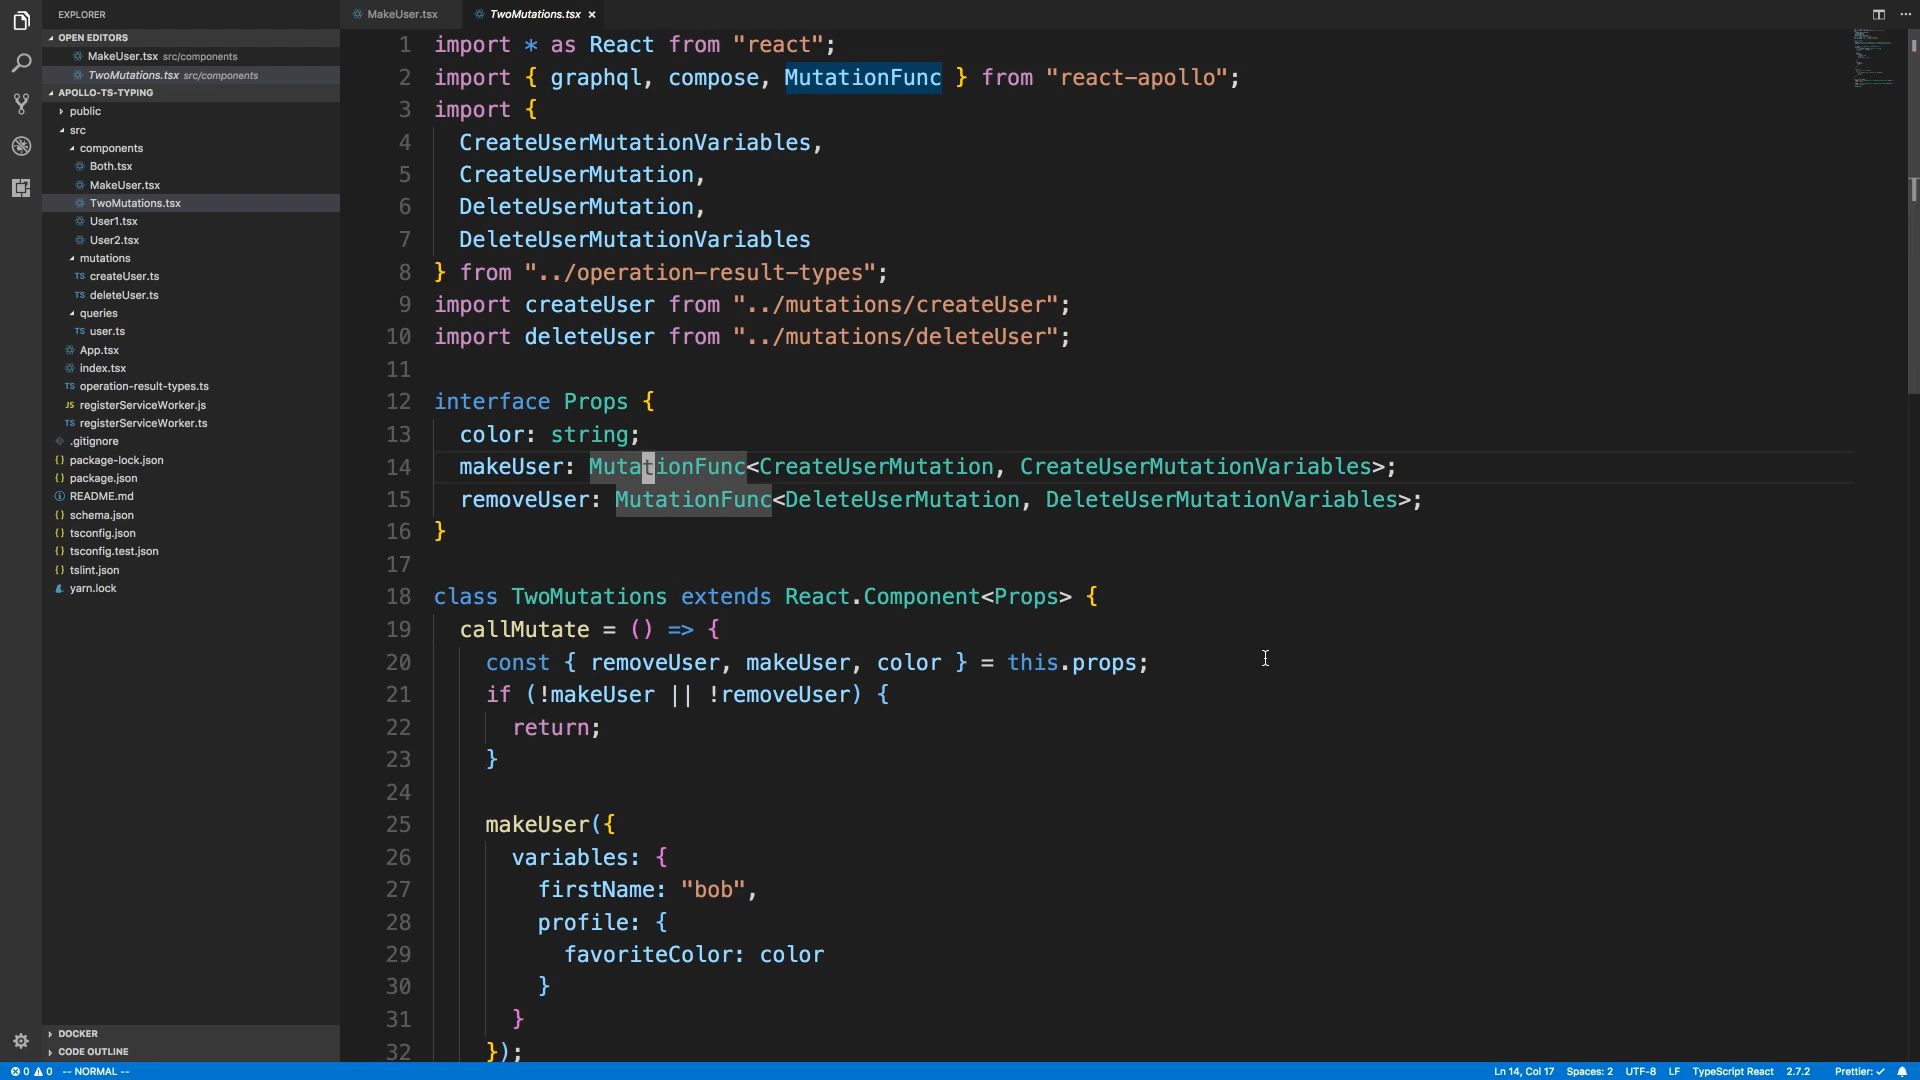 EXPLORER
OPEN EDITORS
MakeUser.tsx src/components
TwoMutations.tsx src/components
APOLLO-TS-TYPING
public
src
components
Both.tsx
MakeUser.tsx
TwoMutations.tsx
User1.tsx
User2.tsx
mutations
TS createUser.ts
TS deleteUser.ts
queries
TS user.ts
App.tsx
index.tsx
TS operation-result-types.ts
JS registerServiceWorker.js
TS registerServiceWorker.ts
.gitignore
{} package-lock.json
{} package.json
README.md
{} schema.json
{} tsconfig.json
{} tsconfig.test.json
{} tslint.json
yarn.lock
DOCKER
CODE OUTLINE
MakeUser.tsx TwoMutations.tsx ×
1 import * as React from "react";
2 import { graphql, compose, MutationFunc } from "react-apollo";
3 import {
4 CreateUserMutationVariables,
5 CreateUserMutation,
6 DeleteUserMutation,
7 DeleteUserMutationVariables
8 } from "../operation-result-types";
9 import createUser from "../mutations/createUser";
10 import deleteUser from "../mutations/deleteUser";
11
12 interface Props {
13 color: string;
14 makeUser: MutationFunc<CreateUserMutation, CreateUserMutationVariables>;
15 removeUser: MutationFunc<DeleteUserMutation, DeleteUserMutationVariables>;
16 }
17
18 class TwoMutations extends React.Component<Props> {
19 callMutate = () => {
20 const { removeUser, makeUser, color } = this.props;
21 if (!makeUser || !removeUser) {
22 return;
23 }
24
25 makeUser({
26 variables: {
27 firstName: "bob",
28 profile: {
29 favoriteColor: color
30 }
31 }
32 });
0 0 -- NORMAL -- Ln 14, Col 17 Spaces: 2 UTF-8 LF TypeScript React 2.7.2 Prettier: ✓